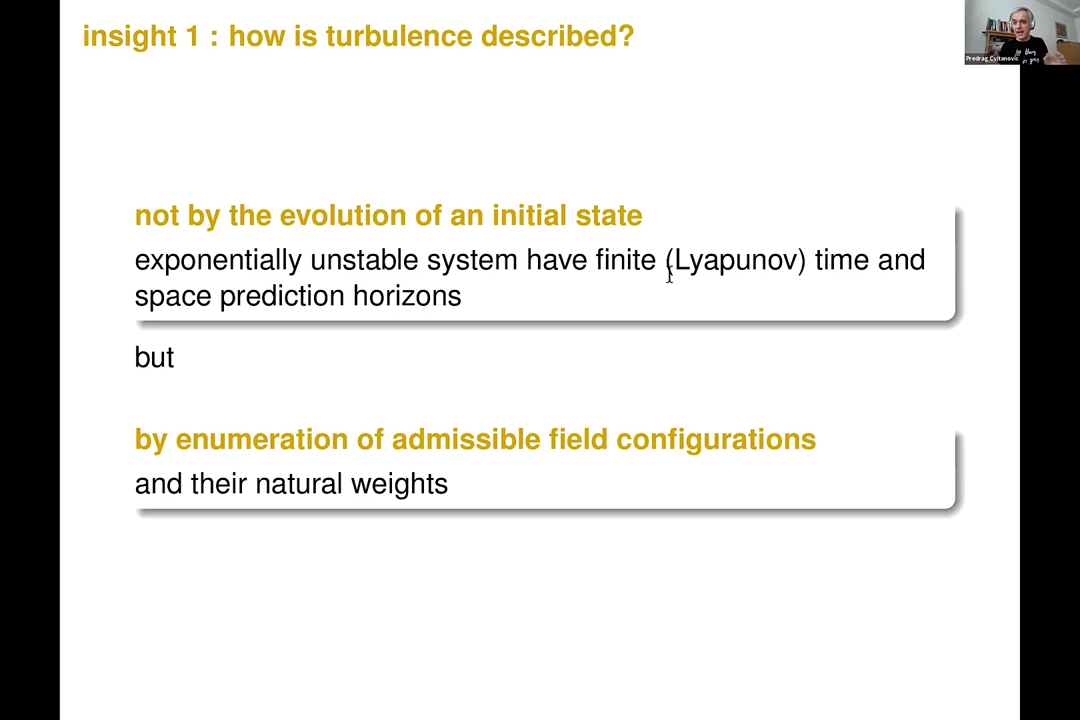 insight 1 : how is turbulence described?
Predrag Cvitanovic
not by the evolution of an initial state
exponentially unstable system have finite (Lyapunov) time and
space prediction horizons
but
by enumeration of admissible field configurations
and their natural weights